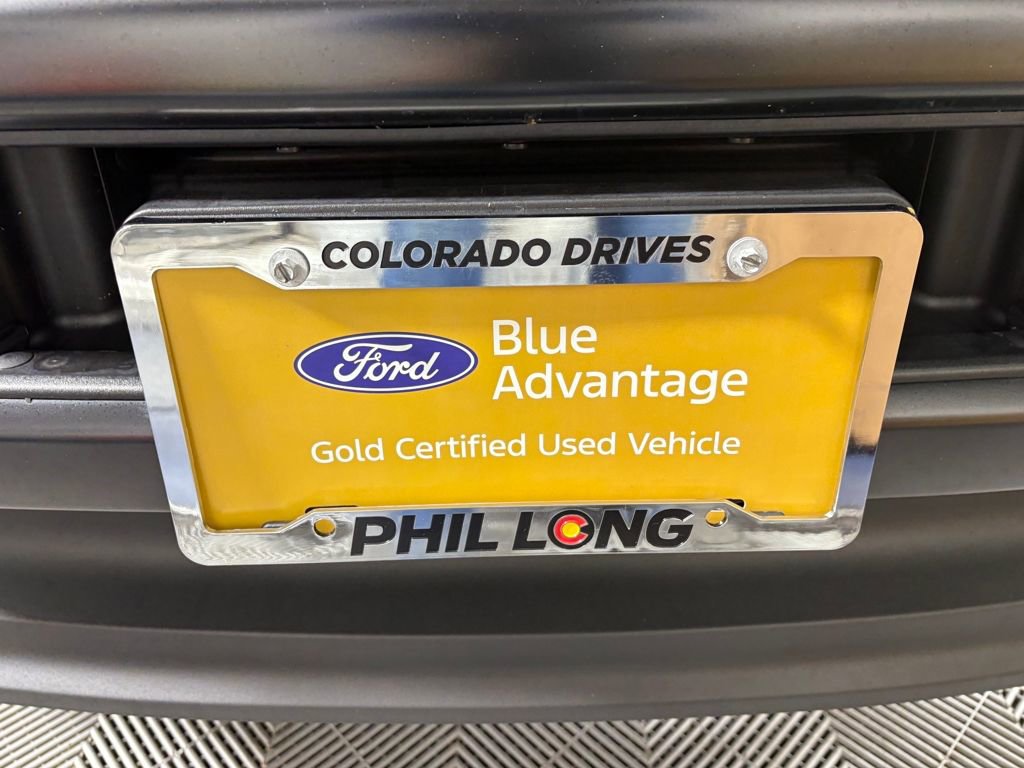 COLORADO DRIVES
Ford
Blue
Advantage
Gold Certified Used Vehicle
PHIL LONG